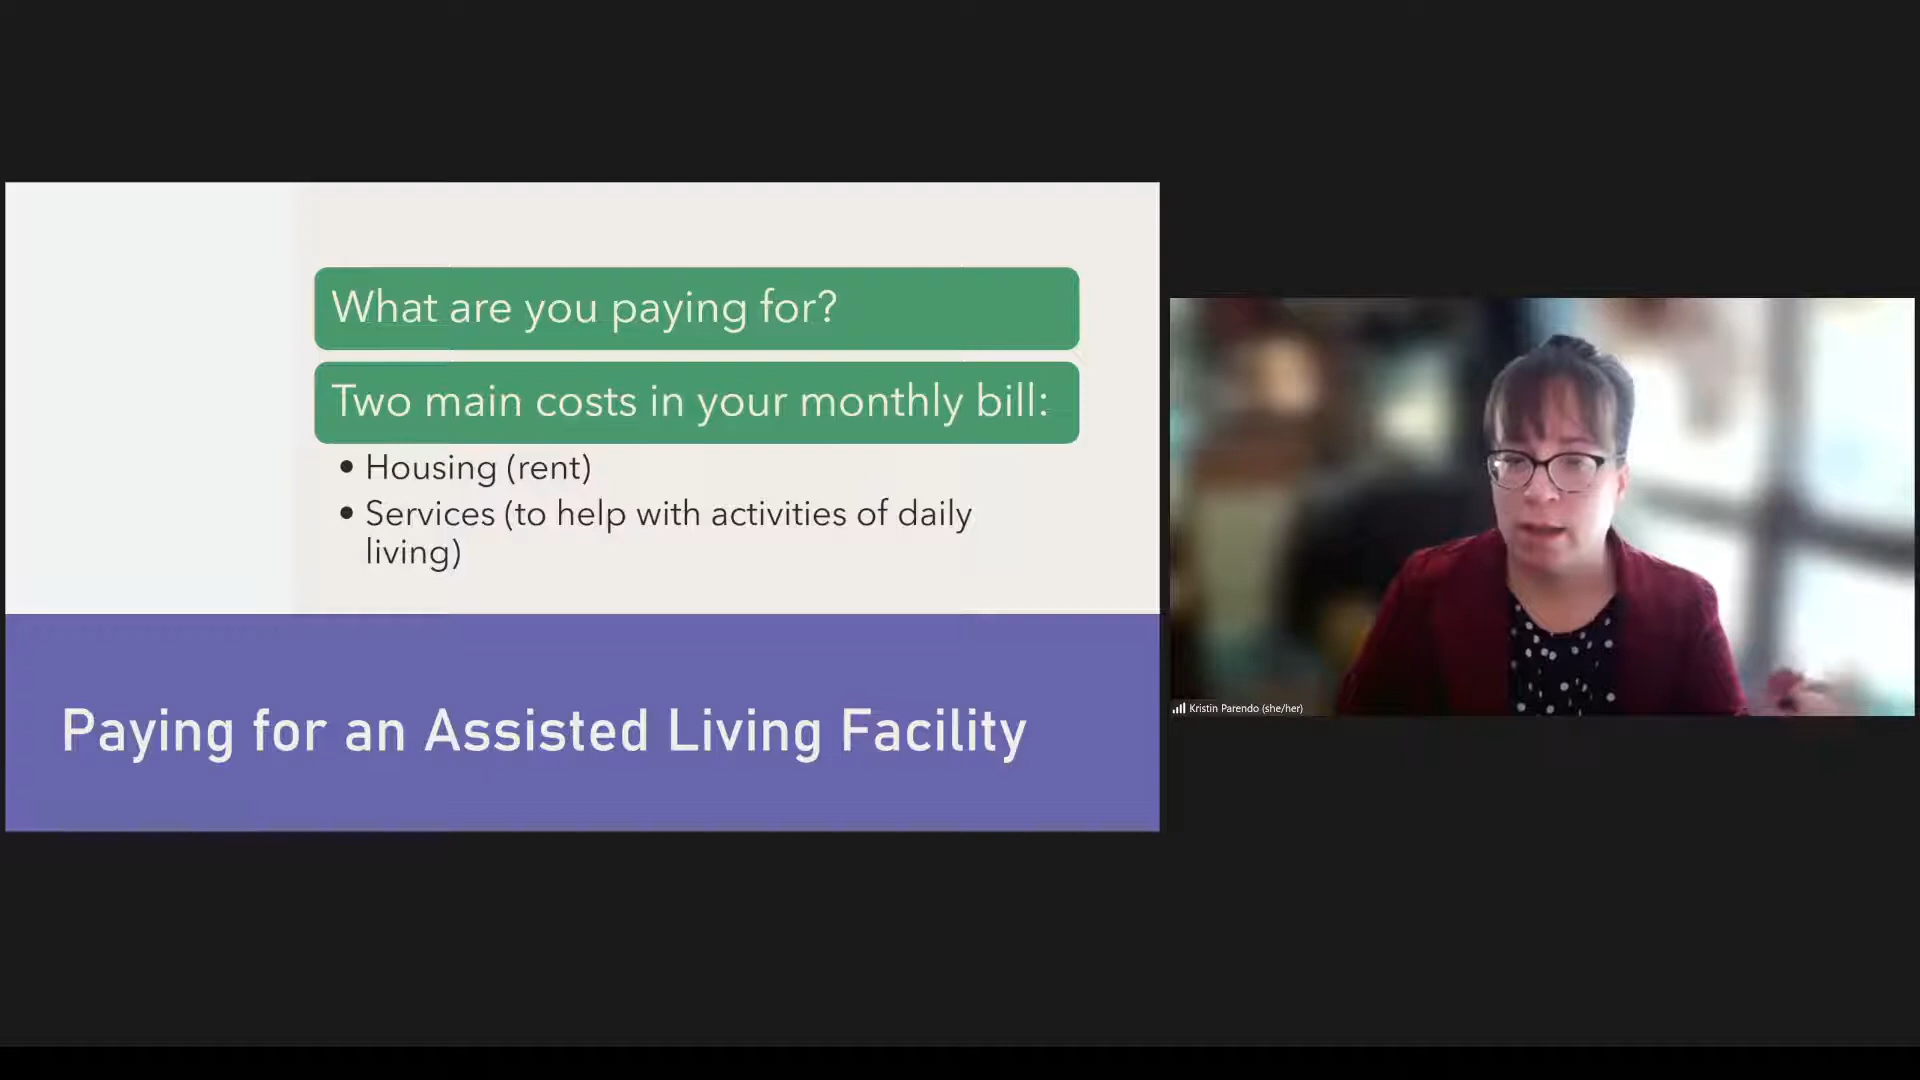 What are you paying for?
Two main costs in your monthly bill:
• Housing (rent)
• Services (to help with activities of daily
living)
Paying for an Assisted Living Facility
Kristin Parendo (she/her)